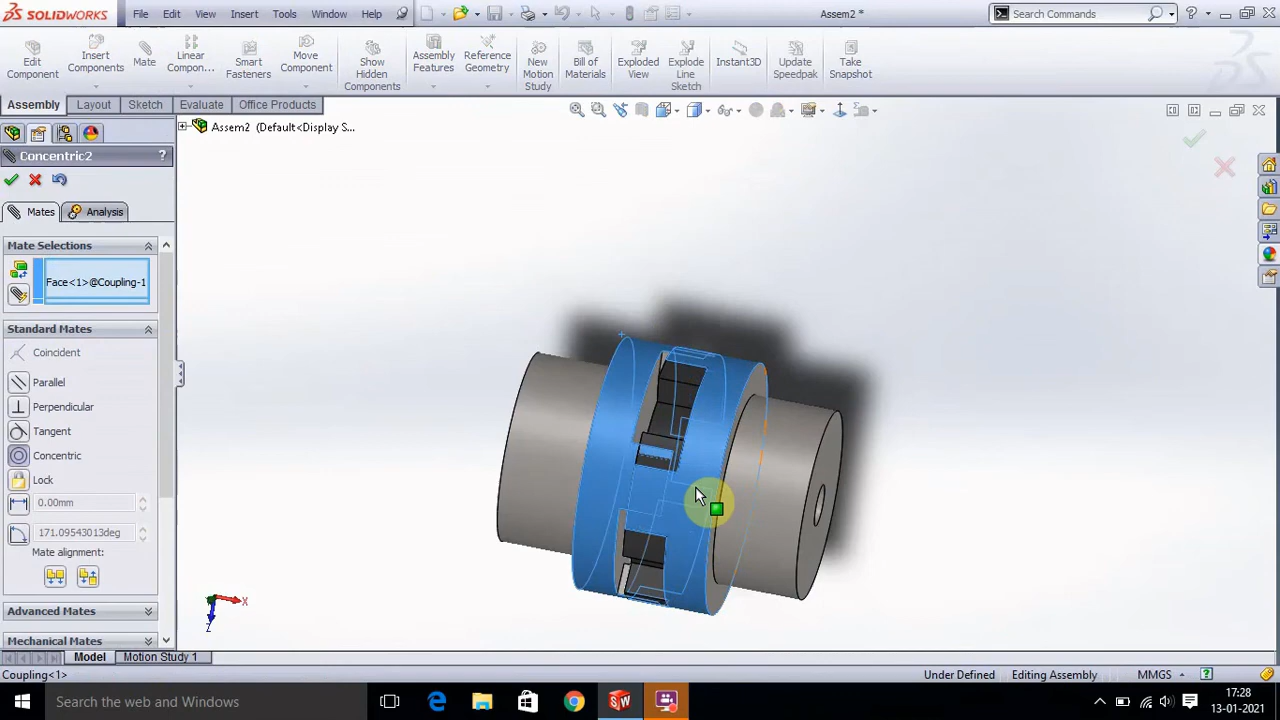 SOLIDWORKS File Edit View Insert Tools Window Help Assem2 * Search Commands
Edit Component Insert Components Mate Linear Compon... Smart Fasteners Move Component Show Hidden Components Assembly Features Reference Geometry New Motion Study Bill of Materials Exploded View Explode Line Sketch Instant3D Update Speedpak Take Snapshot
Assembly Layout Sketch Evaluate Office Products
Assem2 (Default<Display S...
Concentric2 ?
Mates Analysis
Mate Selections
Face<1>@Coupling-1
Standard Mates
Coincident
Parallel
Perpendicular
Tangent
Concentric
Lock
0.00mm
171.09543013deg
Mate alignment:
Advanced Mates
Mechanical Mates
X
Z
Model Motion Study 1
Coupling<1> Under Defined Editing Assembly MMGS ?
Search the web and Windows SW 17:28
13-01-2021